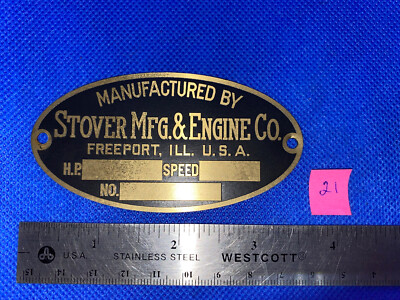 MANUFACTURED BY
STOVER MFG. & ENGINE CO.
FREEPORT, ILL. U. S. A.
H.P. SPEED
NO.
21
1 2 3 4
U.S.A. STAINLESS STEEL WESTCOTT